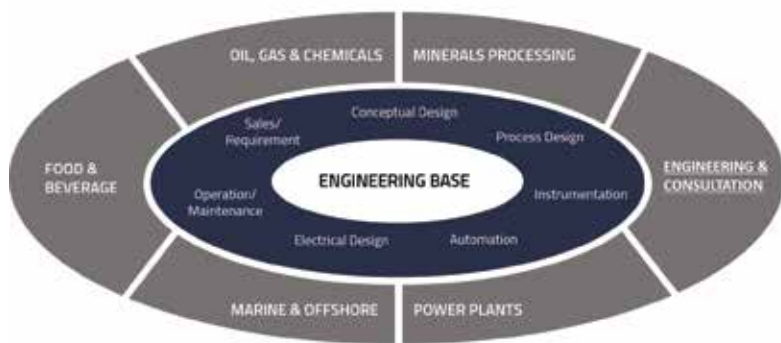 OIL, GAS & CHEMICALS
MINERALS PROCESSING
Conceptual Design
Sales/
Requirement
Process Design
FOOD &
BEVERAGE
ENGINEERING BASE
ENGINEERING &
CONSULTATION
Operation/
Maintenance
Instrumentation
Electrical Design
Automation
MARINE & OFFSHORE
POWER PLANTS